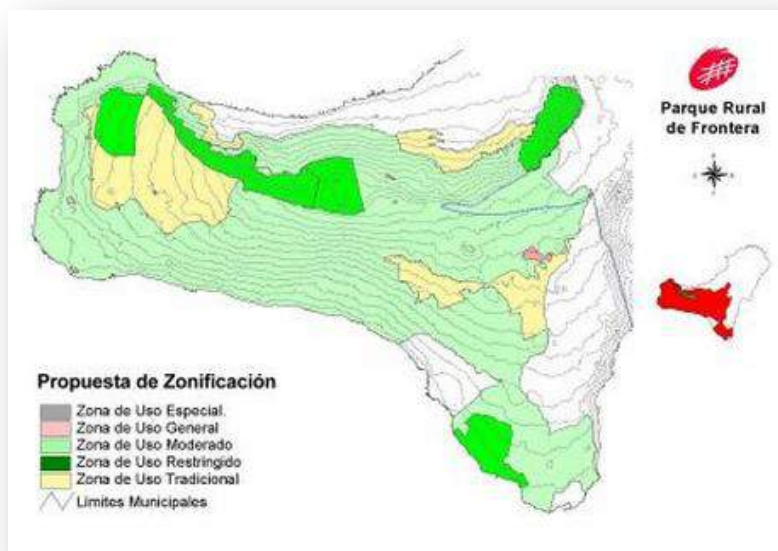 Parque Rural
de Frontera
Propuesta de Zonificación
Zona de Uso Especial.
Zona de Uso General
Zona de Uso Moderado
Zona de Uso Restringido
Zona de Uso Tradicional
Límites Municipales